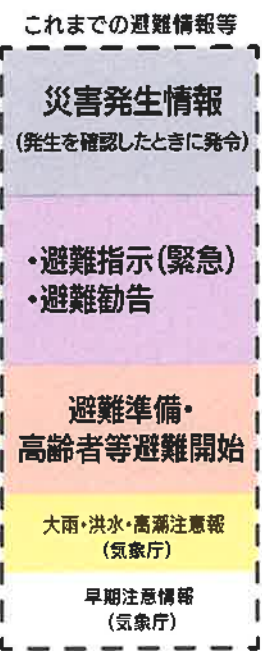 これまでの避難情報等
災害発生情報
(発生を確認したときに発令)
・避難指示(緊急)
・避難勧告
避難準備・
高齢者等避難開始
大雨・洪水・高潮注意報
(気象庁)
早期注意情報
(気象庁)